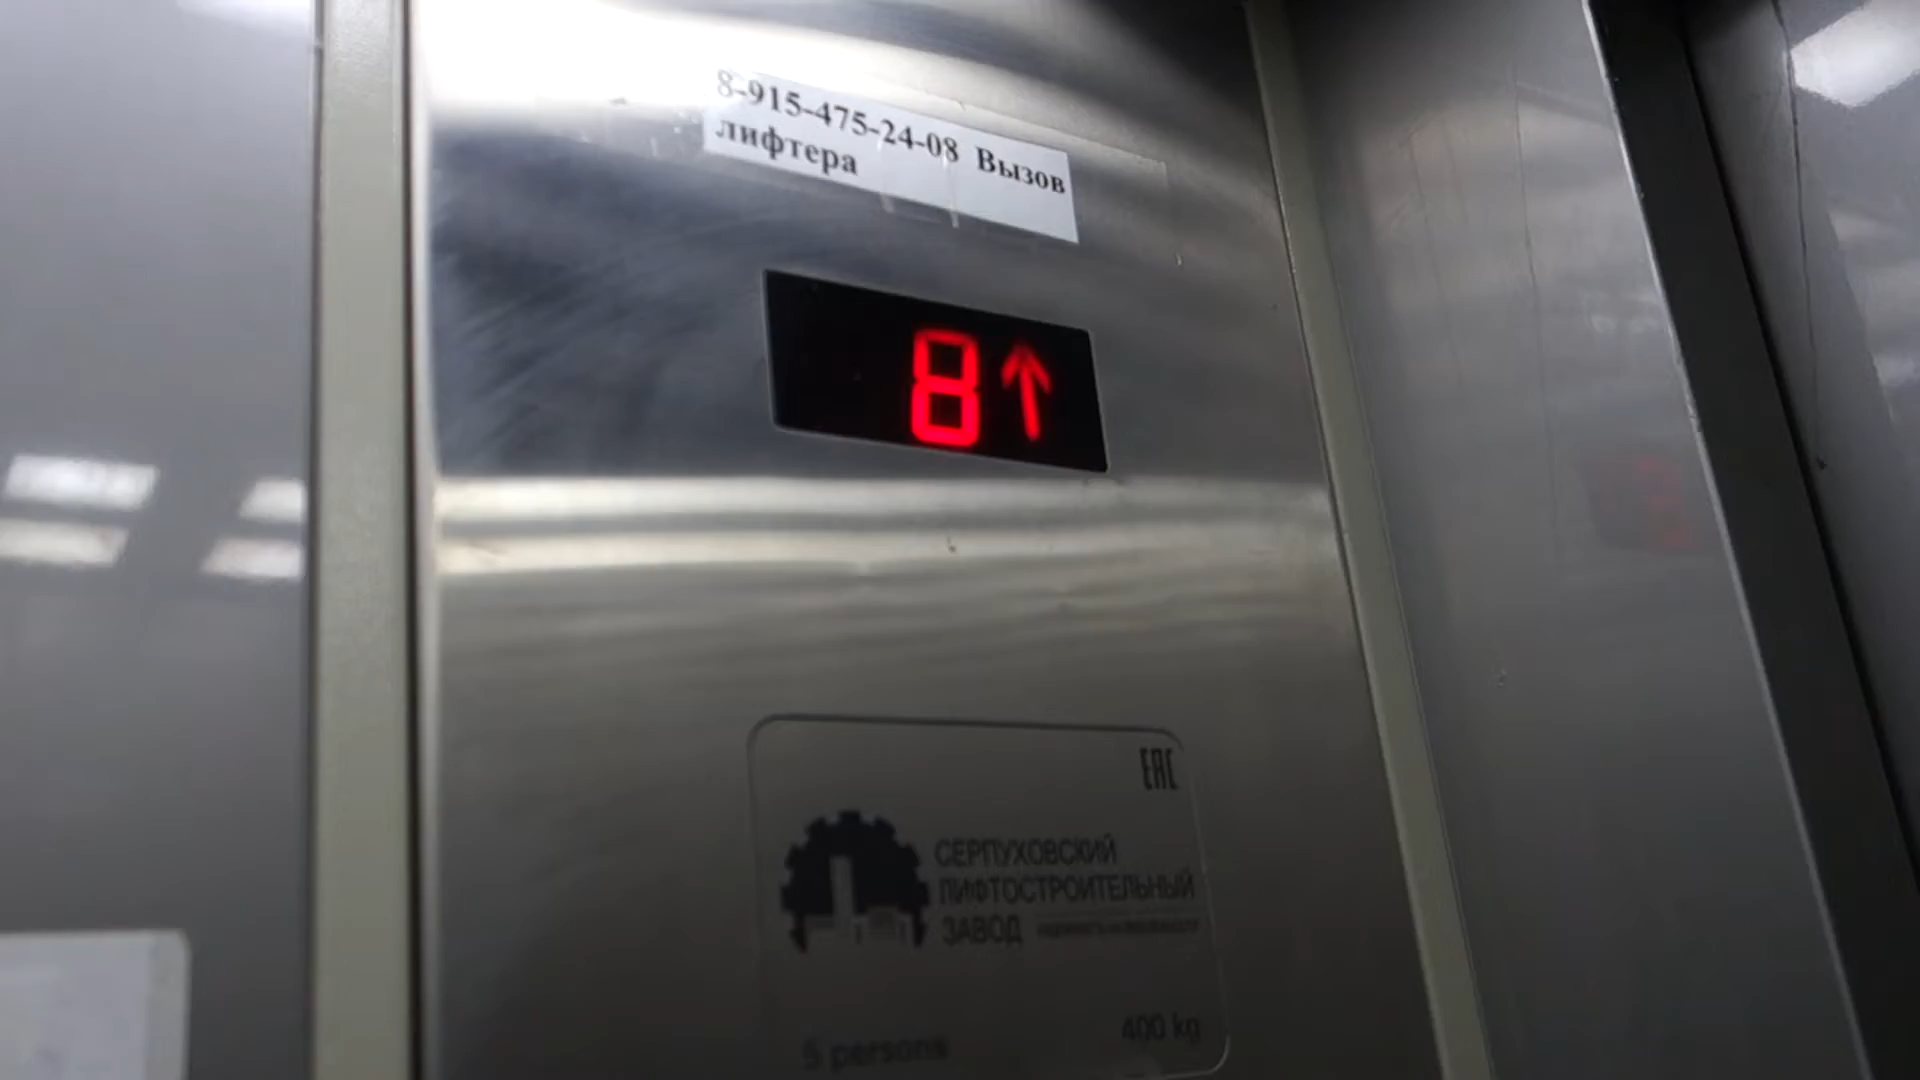 8-915-475-24-08 Вызов
лифтера
8↑
EAC
СЕРПУХОВСКИЙ
ЛИФТОСТРОИТЕЛЬНЫЙ
ЗАВОД
5 persons
400 kg